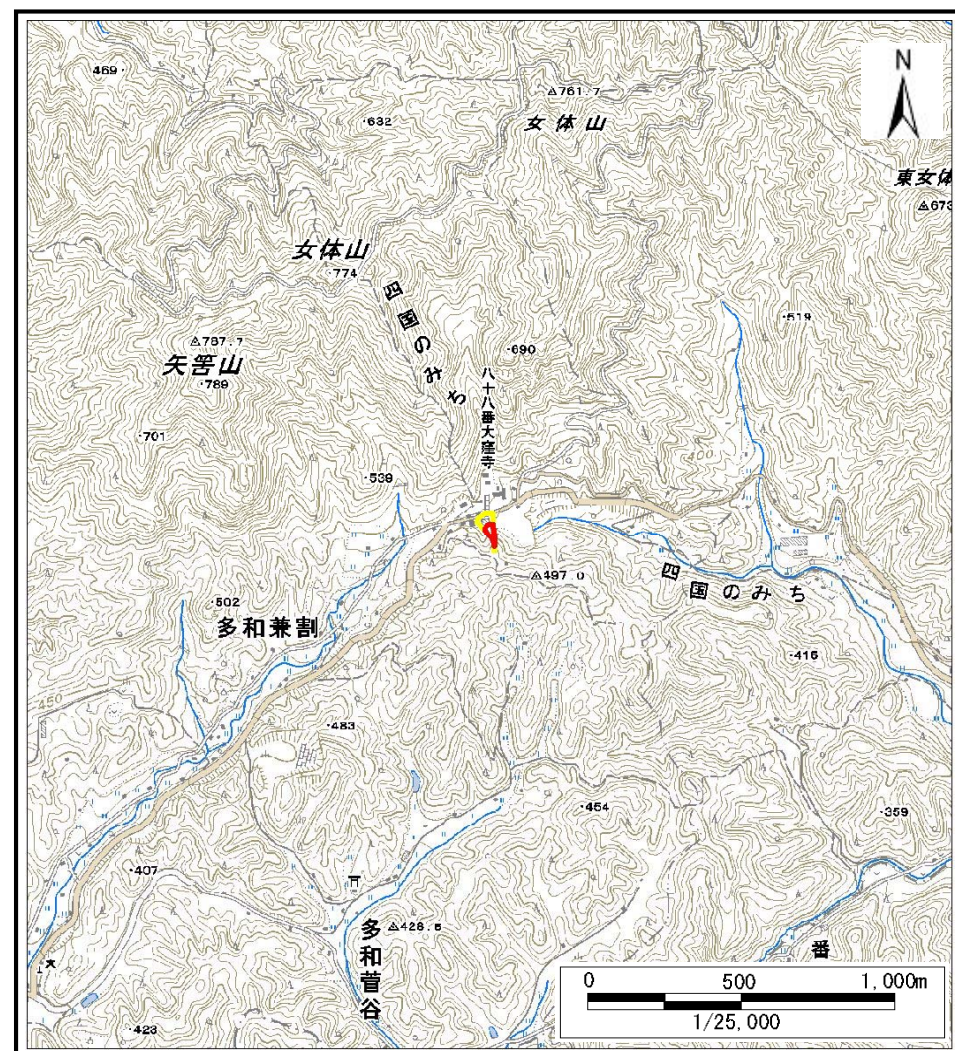 469
△761.7
N
・632
女体山
東女体
△673
女体山
・774
四国のみち
・519
△787.7
・690
矢筈山
・789
八十八番大窪寺
・701
400
・539
△497.0
四国のみち
・502
多和兼割
・416
450
・483
・454
・359
・407
多和菅谷
△428.6
番
・423
0 500 1,000m
1/25,000